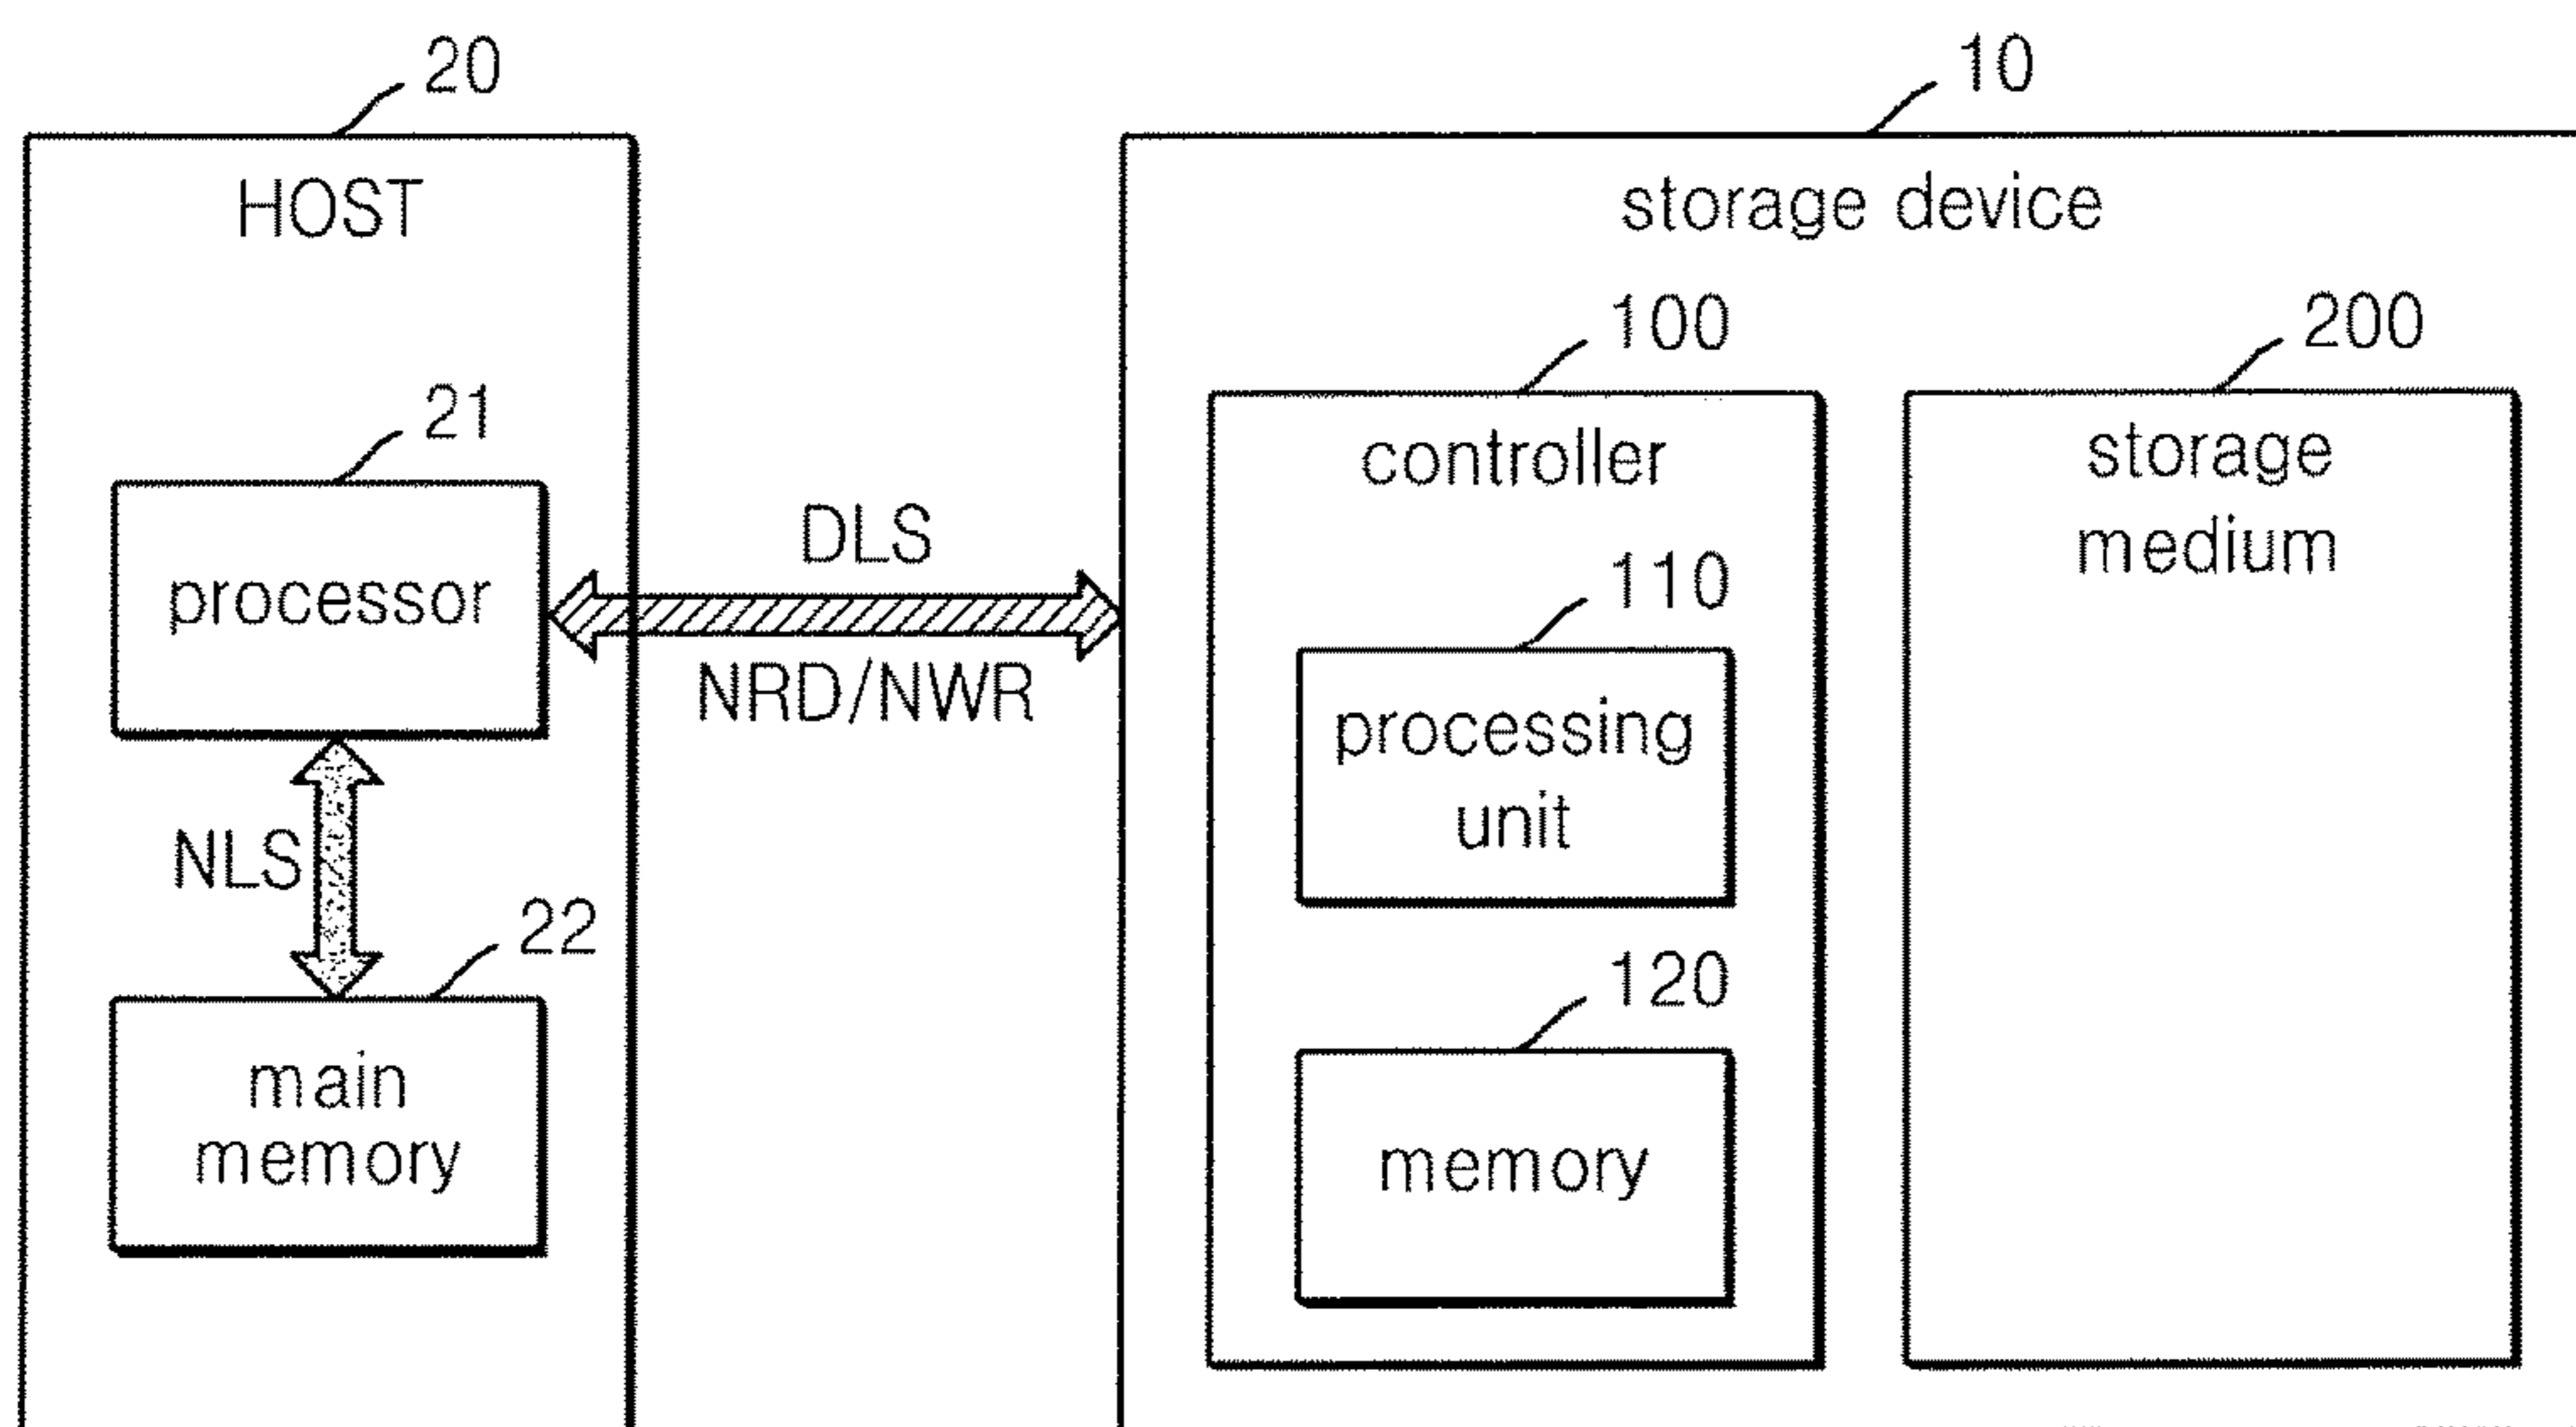 20
HOST
21
processor
NLS
22
main
memory
DLS
NRD/NWR
10
storage device
100
controller
110
processing
unit
120
memory
200
storage
medium